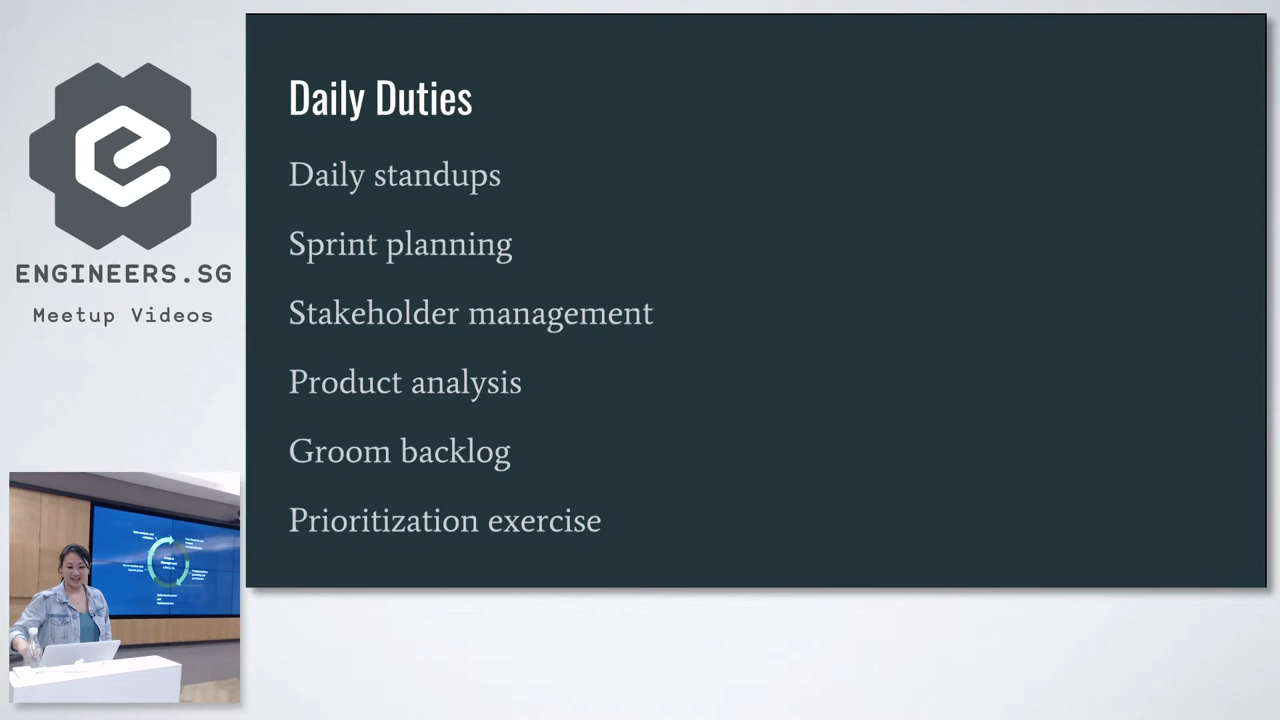 ENGINEERS.SG
Meetup Videos
Daily Duties
Daily standups
Sprint planning
Stakeholder management
Product analysis
Groom backlog
Prioritization exercise